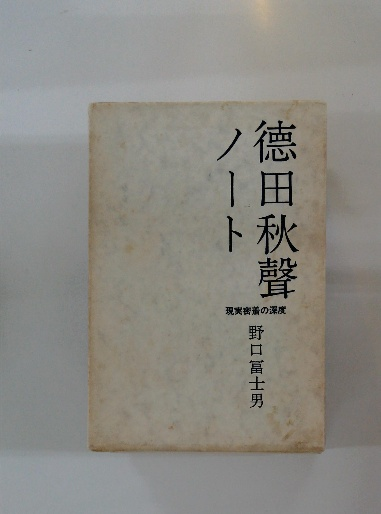 徳田秋聲
ノート
現実密着の深度
野口冨士男